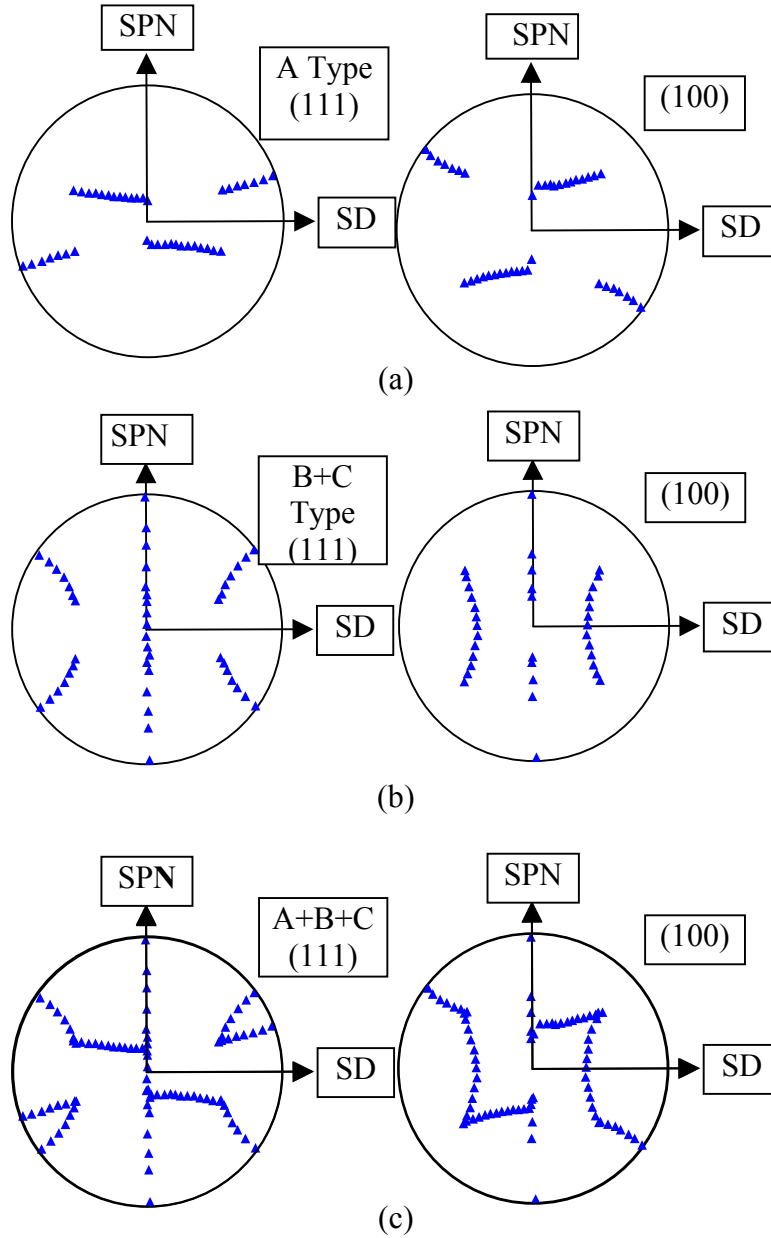 SPN
A Type
(111)
SD
SPN
(100)
SD
(a)
SPN
B+C
Type
(111)
SD
SPN
(100)
SD
(b)
SPN
A+B+C
(111)
SD
SPN
(100)
SD
(c)